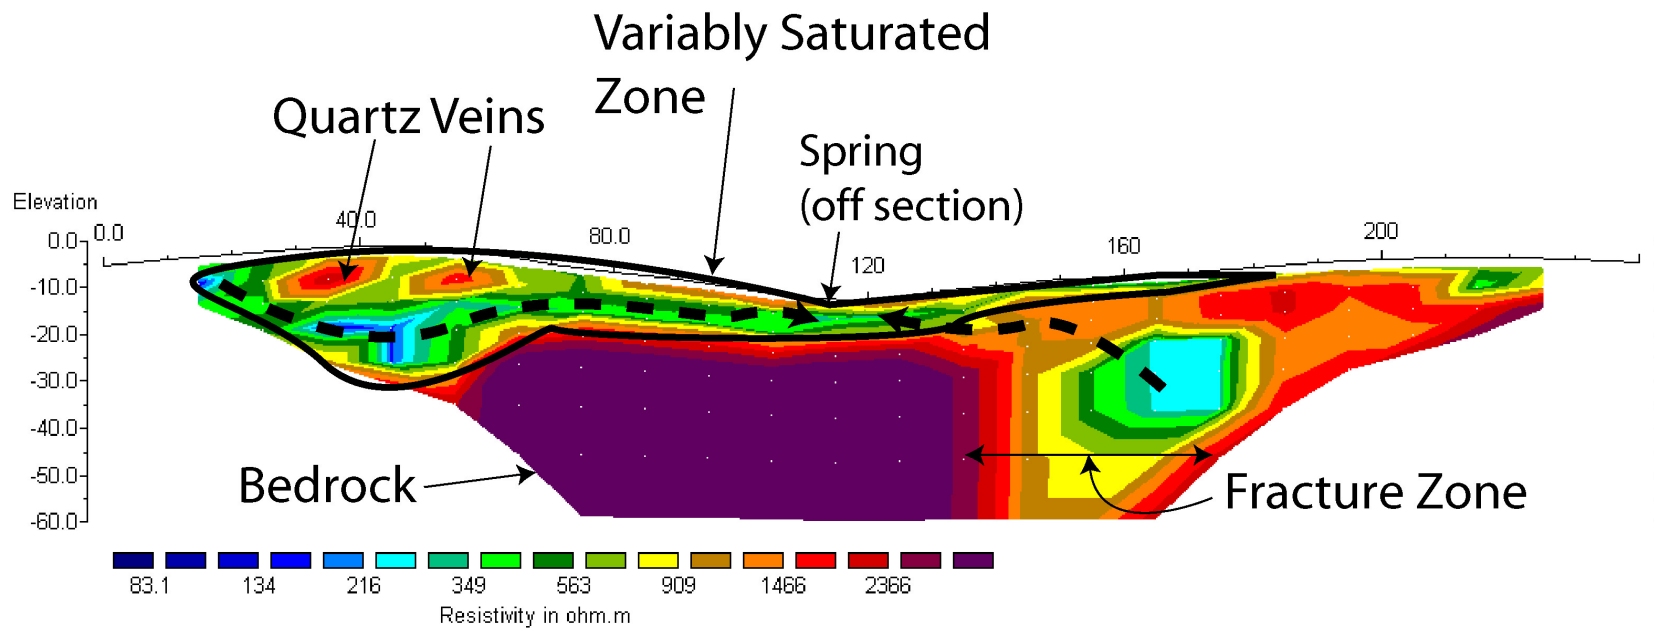 Variably Saturated
Zone
Quartz Veins
Spring
(off section)
Elevation
0.0
40.0
80.0
120
160
200
0.0
-10.0
-20.0
-30.0
-40.0
-50.0
-60.0
Bedrock
Fracture Zone
83.1 134 216 349 563 909 1466 2366
Resistivity in ohm.m